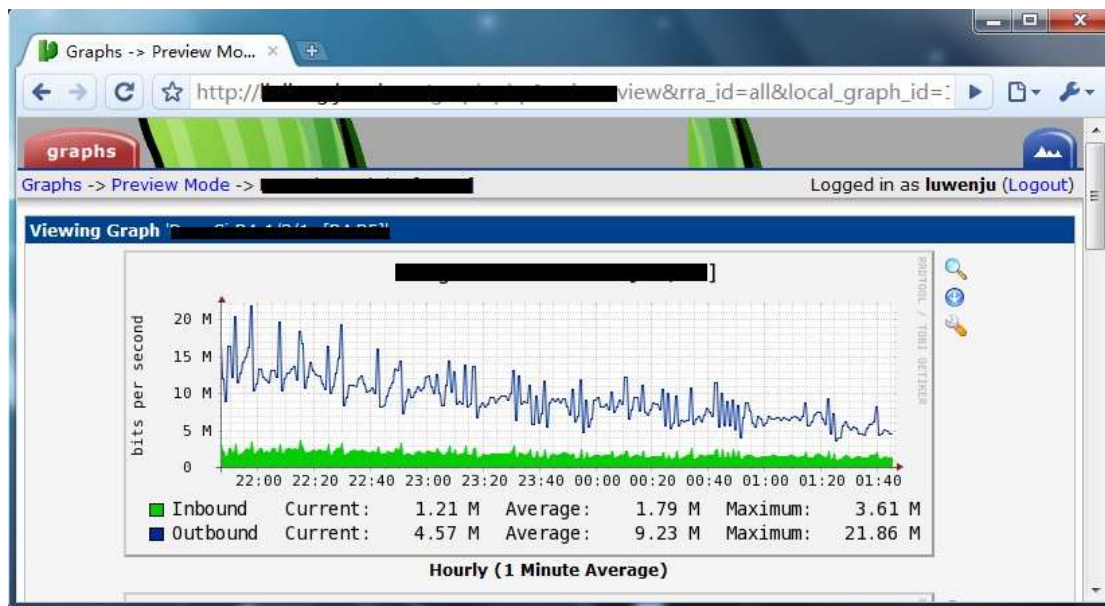 Graphs -> Preview Mo...
http:// view&rra_id=all&local_graph_id=
graphs
Graphs -> Preview Mode ->
Logged in as luwenju (Logout)
Viewing Graph
RRDTOOL / TOBI OETIKER
]
bits per second
20 M
15 M
10 M
5 M
0
22:00 22:20 22:40 23:00 23:20 23:40 00:00 00:20 00:40 01:00 01:20 01:40
Inbound Current: 1.21 M Average: 1.79 M Maximum: 3.61 M
Outbound Current: 4.57 M Average: 9.23 M Maximum: 21.86 M
Hourly (1 Minute Average)